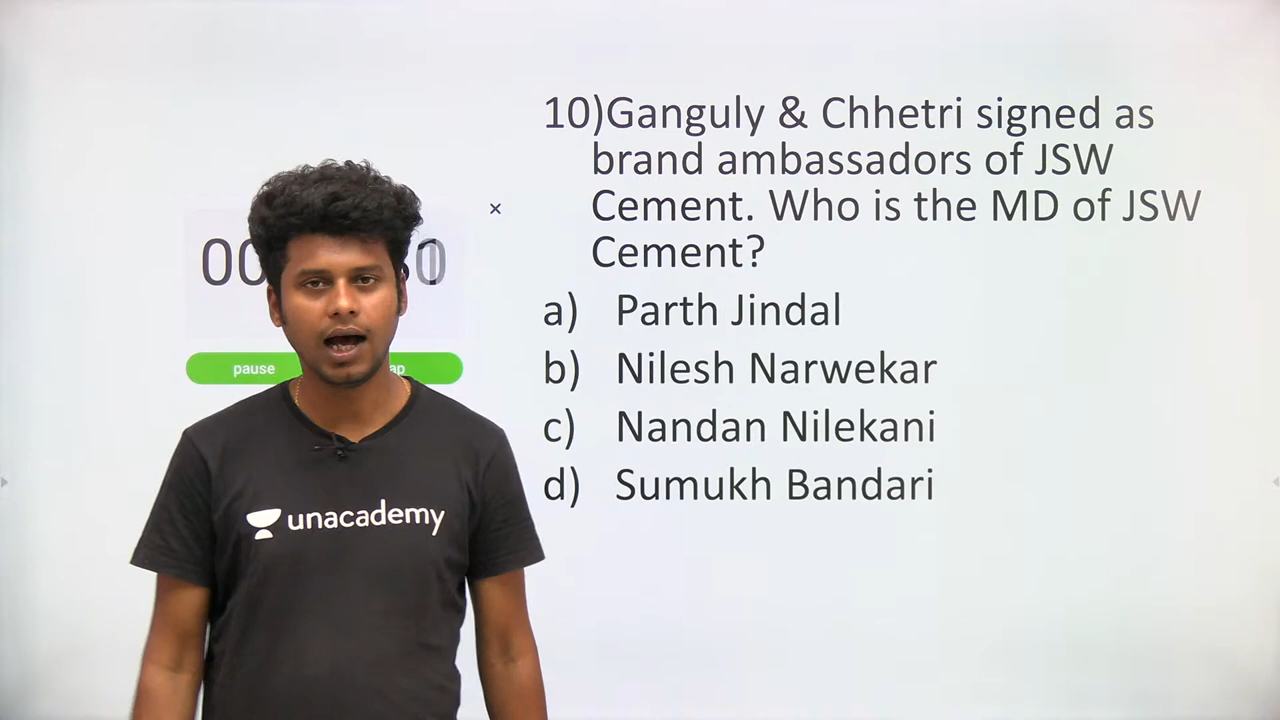 10)Ganguly & Chhetri signed as
brand ambassadors of JSW
Cement. Who is the MD of JSW
Cement?
a) Parth Jindal
b) Nilesh Narwekar
c) Nandan Nilekani
d) Sumukh Bandari
00
pause
unacademy